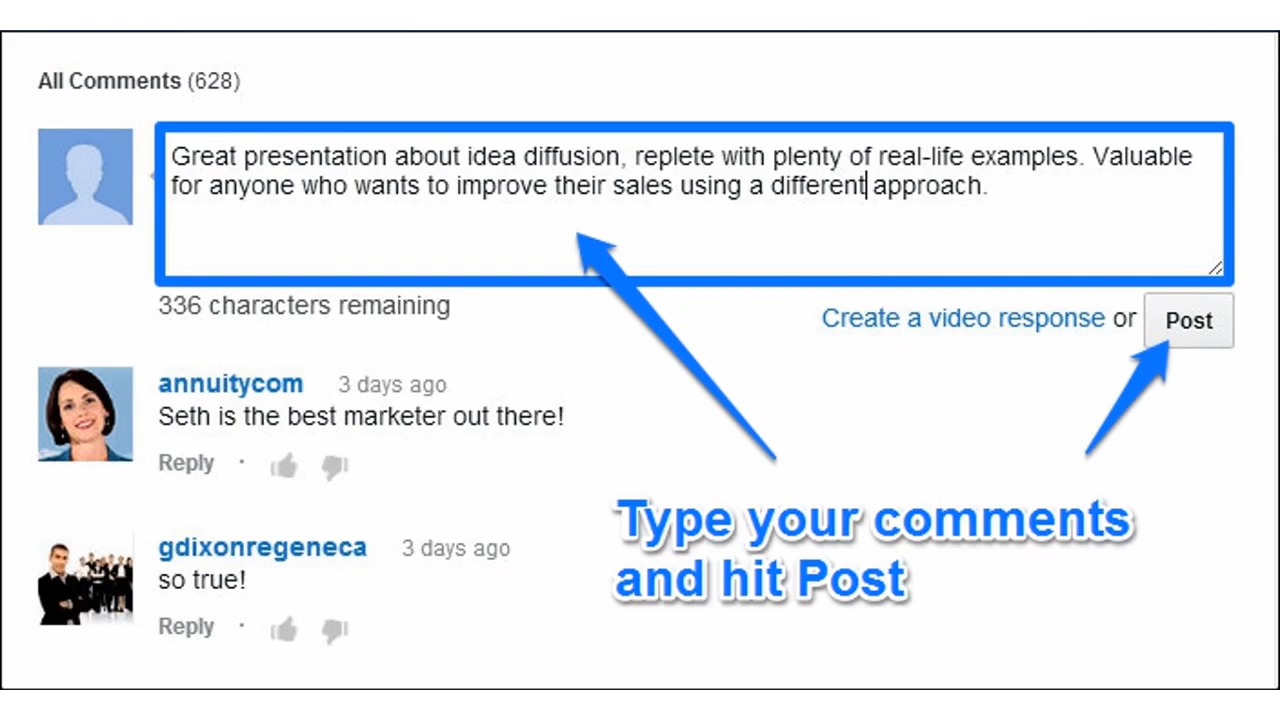 All Comments (628)
Great presentation about idea diffusion, replete with plenty of real-life examples. Valuable
for anyone who wants to improve their sales using a different approach.
336 characters remaining
Create a video response or Post
annuitycom 3 days ago
Seth is the best marketer out there!
Reply ·
gdixonregeneca 3 days ago
so true!
Reply ·
Type your comments
and hit Post